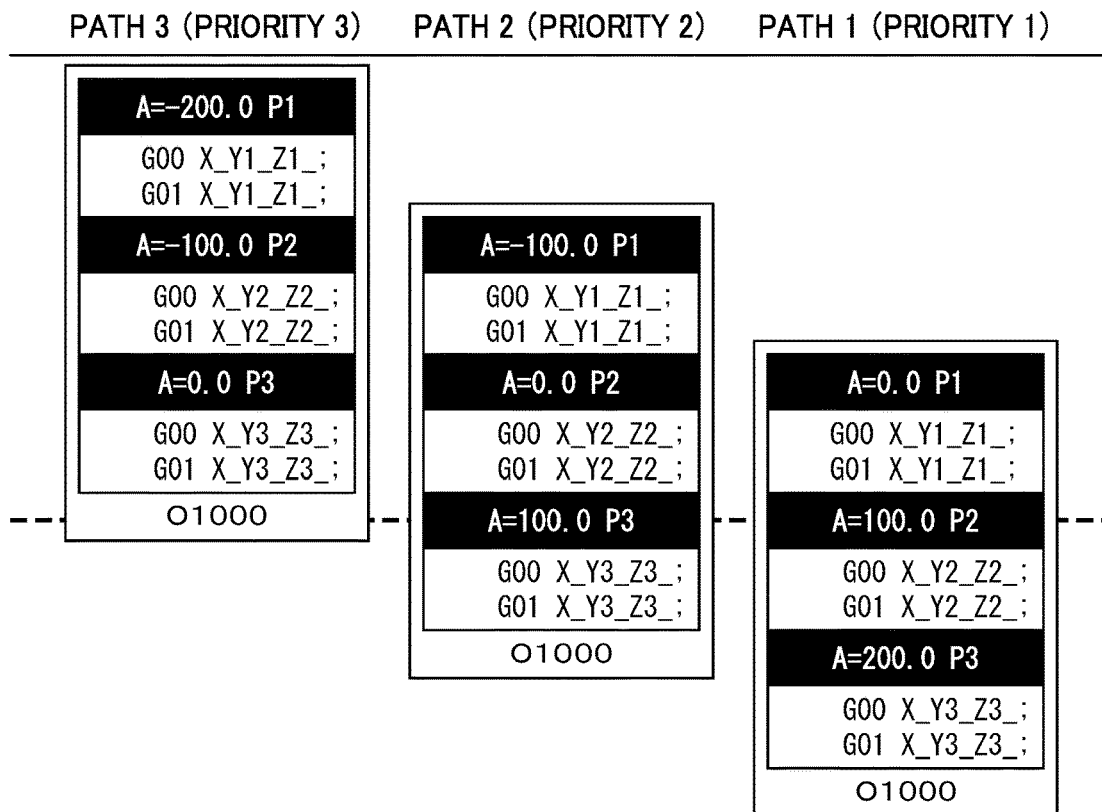 PATH 3 (PRIORITY 3)
PATH 2 (PRIORITY 2)
PATH 1 (PRIORITY 1)
A=-200.0 P1
G00 X_Y1_Z1_;
G01 X_Y1_Z1_;
A=-100.0 P2
G00 X_Y2_Z2_;
G01 X_Y2_Z2_;
A=0.0 P3
G00 X_Y3_Z3_;
G01 X_Y3_Z3_;
O1000
A=-100.0 P1
G00 X_Y1_Z1_;
G01 X_Y1_Z1_;
A=0.0 P2
G00 X_Y2_Z2_;
G01 X_Y2_Z2_;
A=100.0 P3
G00 X_Y3_Z3_;
G01 X_Y3_Z3_;
O1000
A=0.0 P1
G00 X_Y1_Z1_;
G01 X_Y1_Z1_;
A=100.0 P2
G00 X_Y2_Z2_;
G01 X_Y2_Z2_;
A=200.0 P3
G00 X_Y3_Z3_;
G01 X_Y3_Z3_;
O1000